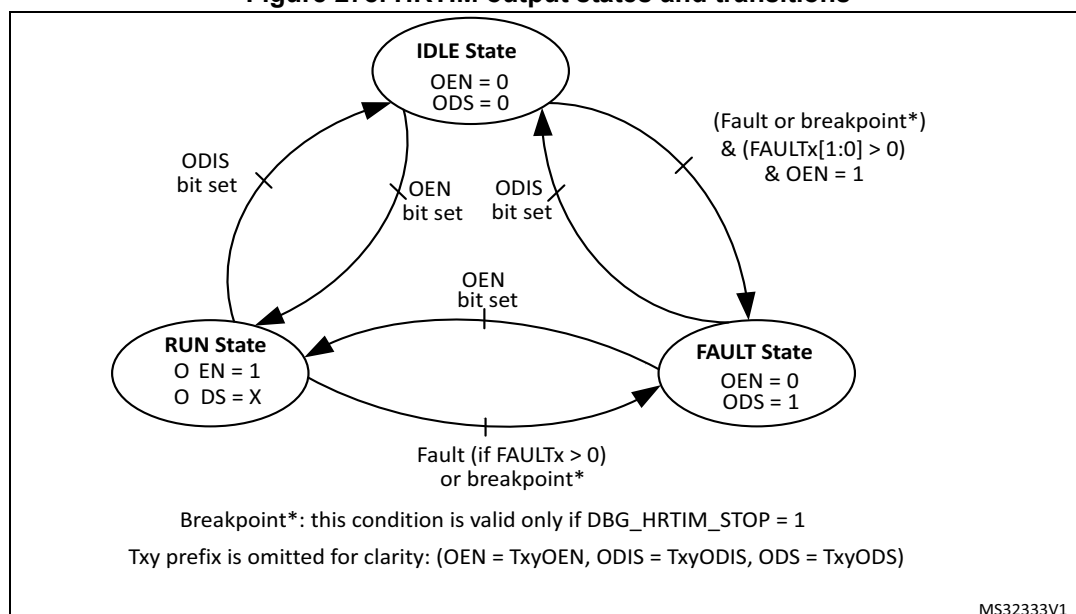 IDLE State
OEN = 0
ODS = 0
(Fault or breakpoint*)
& (FAULTx[1:0] > 0)
& OEN = 1
ODIS
bit set
OEN
bit set
ODIS
bit set
OEN
bit set
RUN State
O EN = 1
O DS = X
FAULT State
OEN = 0
ODS = 1
Fault (if FAULTx > 0)
or breakpoint*
Breakpoint*: this condition is valid only if DBG_HRTIM_STOP = 1
Txy prefix is omitted for clarity: (OEN = TxyOEN, ODIS = TxyODIS, ODS = TxyODS)
MS32333V1